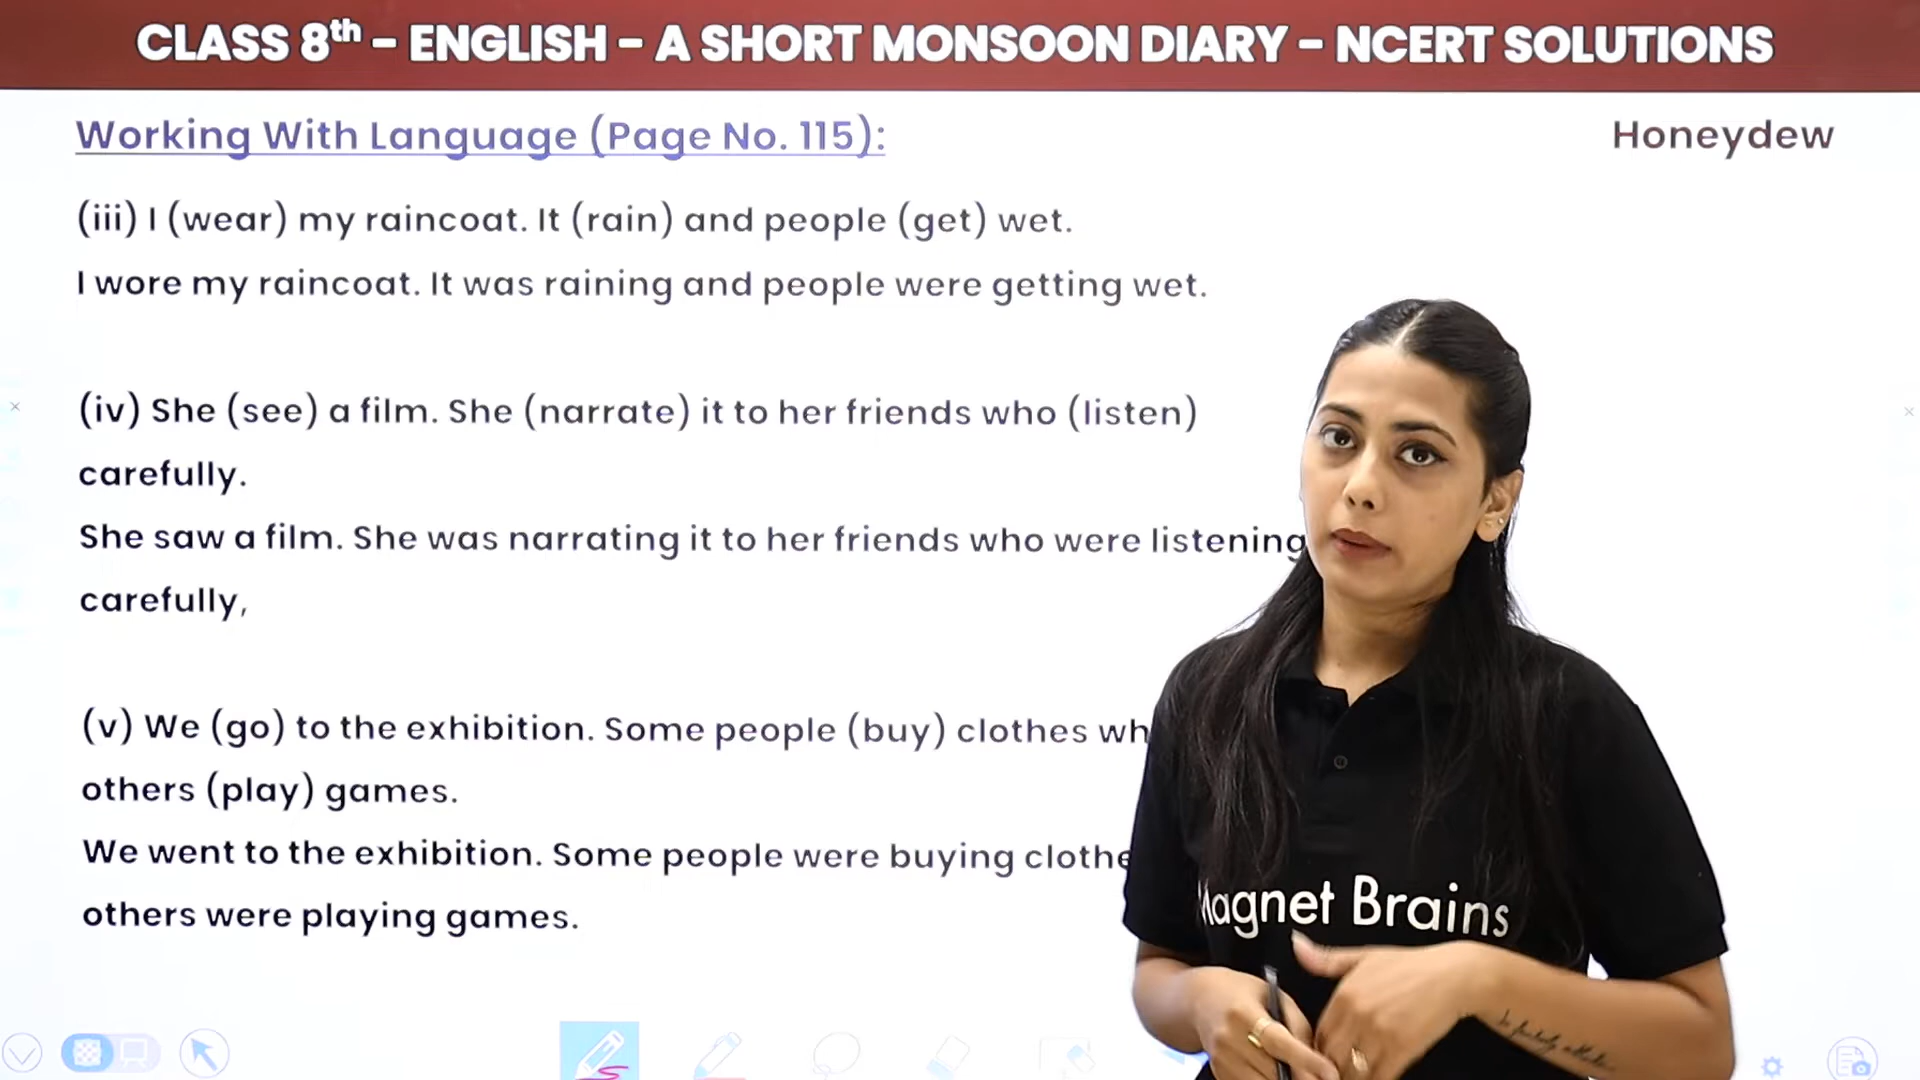 CLASS 8th – ENGLISH – A SHORT MONSOON DIARY – NCERT SOLUTIONS
Working With Language (Page No. 115):
Honeydew
(iii) I (wear) my raincoat. It (rain) and people (get) wet.
I wore my raincoat. It was raining and people were getting wet.
(iv) She (see) a film. She (narrate) it to her friends who (listen)
carefully.
She saw a film. She was narrating it to her friends who were listening
carefully,
(v) We (go) to the exhibition. Some people (buy) clothes
others (play) games.
We went to the exhibition. Some people were buying
others were playing games.
Magnet Brains